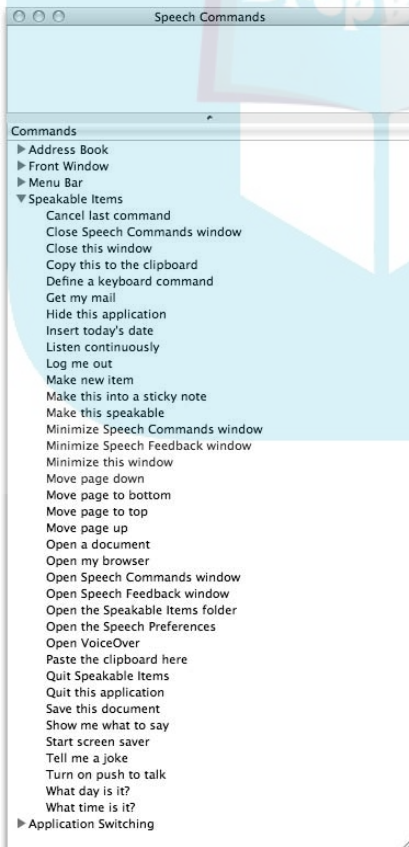 Speech Commands
Commands
Address Book
Front Window
Menu Bar
Speakable Items
Cancel last command
Close Speech Commands window
Close this window
Copy this to the clipboard
Define a keyboard command
Get my mail
Hide this application
Insert today's date
Listen continuously
Log me out
Make new item
Make this into a sticky note
Make this speakable
Minimize Speech Commands window
Minimize Speech Feedback window
Minimize this window
Move page down
Move page to bottom
Move page to top
Move page up
Open a document
Open my browser
Open Speech Commands window
Open Speech Feedback window
Open the Speakable Items folder
Open the Speech Preferences
Open VoiceOver
Paste the clipboard here
Quit Speakable Items
Quit this application
Save this document
Show me what to say
Start screen saver
Tell me a joke
Turn on push to talk
What day is it?
What time is it?
Application Switching